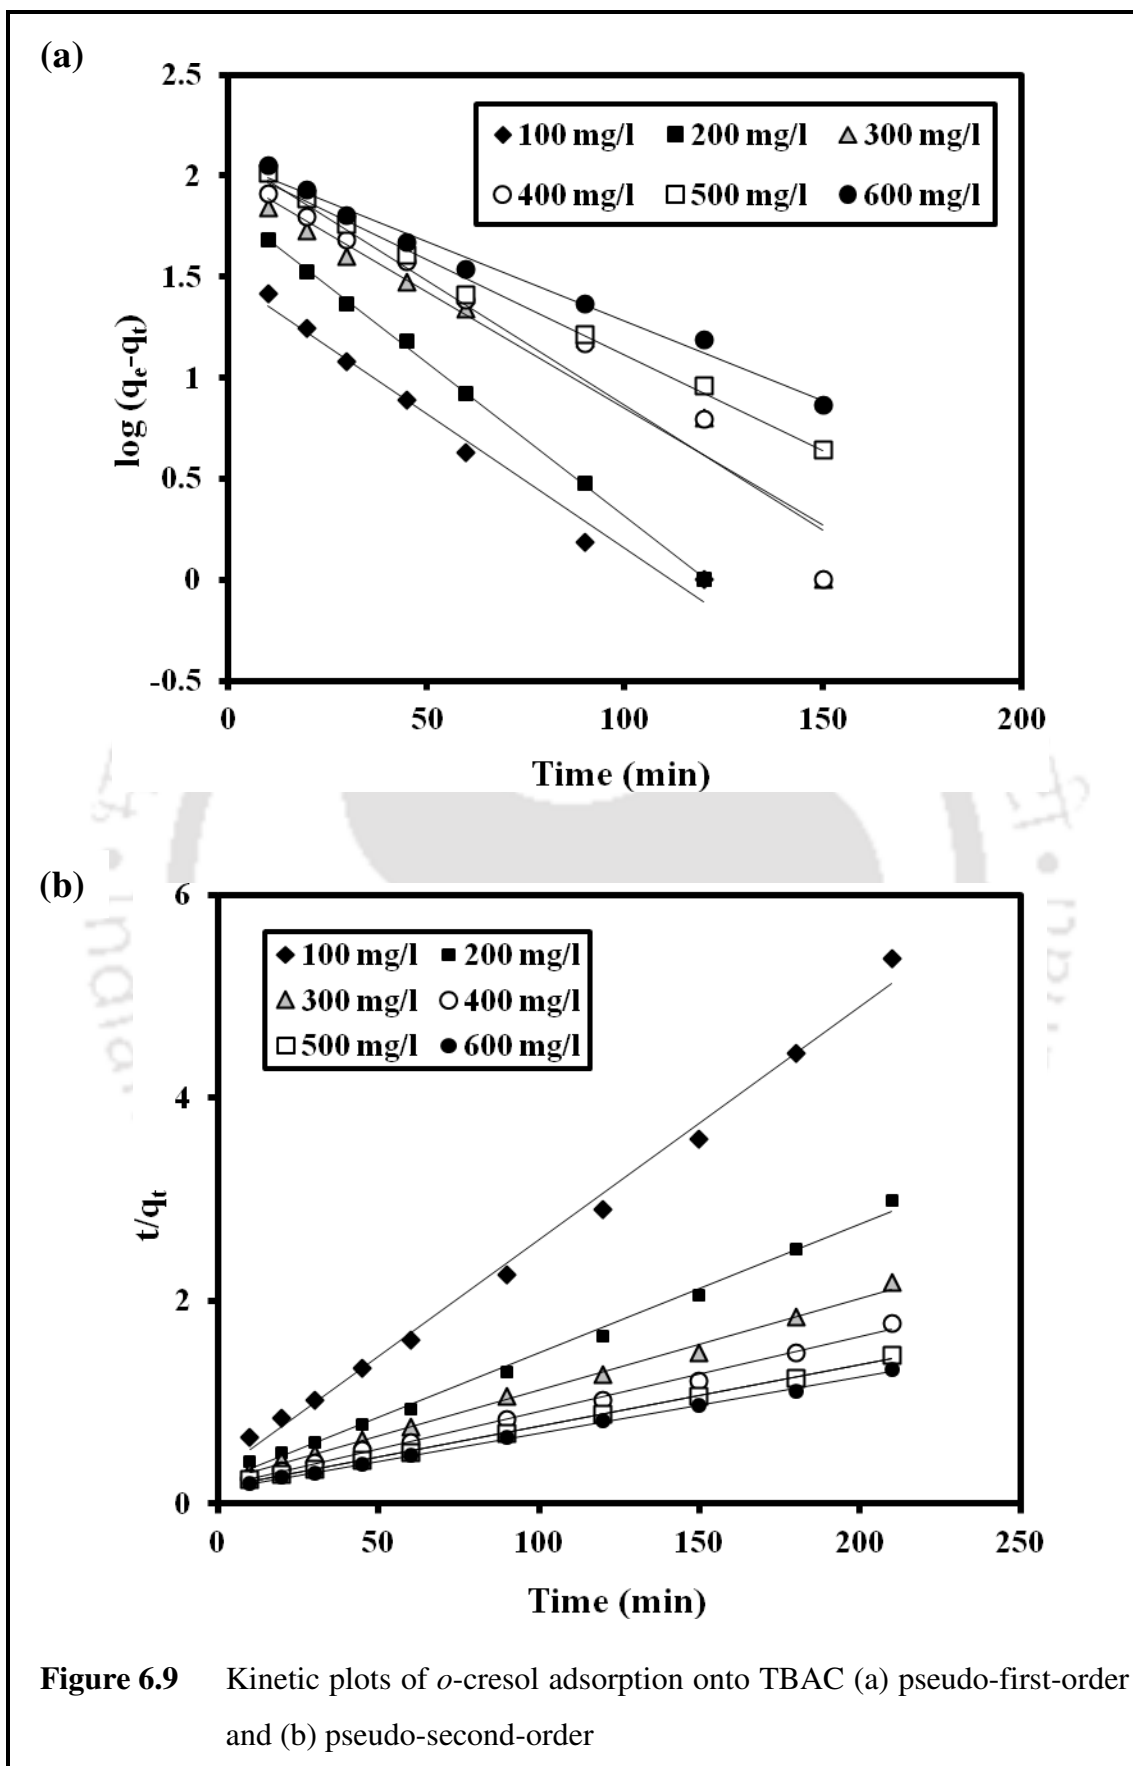 (a)
2.5
2
1.5
1
0.5
0
-0.5
log (qe-qt)
100 mg/l 200 mg/l 300 mg/l
400 mg/l 500 mg/l 600 mg/l
0 50 100 150 200
Time (min)
(b)
6
4
2
0
t/qt
100 mg/l 200 mg/l
300 mg/l 400 mg/l
500 mg/l 600 mg/l
0 50 100 150 200 250
Time (min)
Figure 6.9 Kinetic plots of o-cresol adsorption onto TBAC (a) pseudo-first-order
and (b) pseudo-second-order